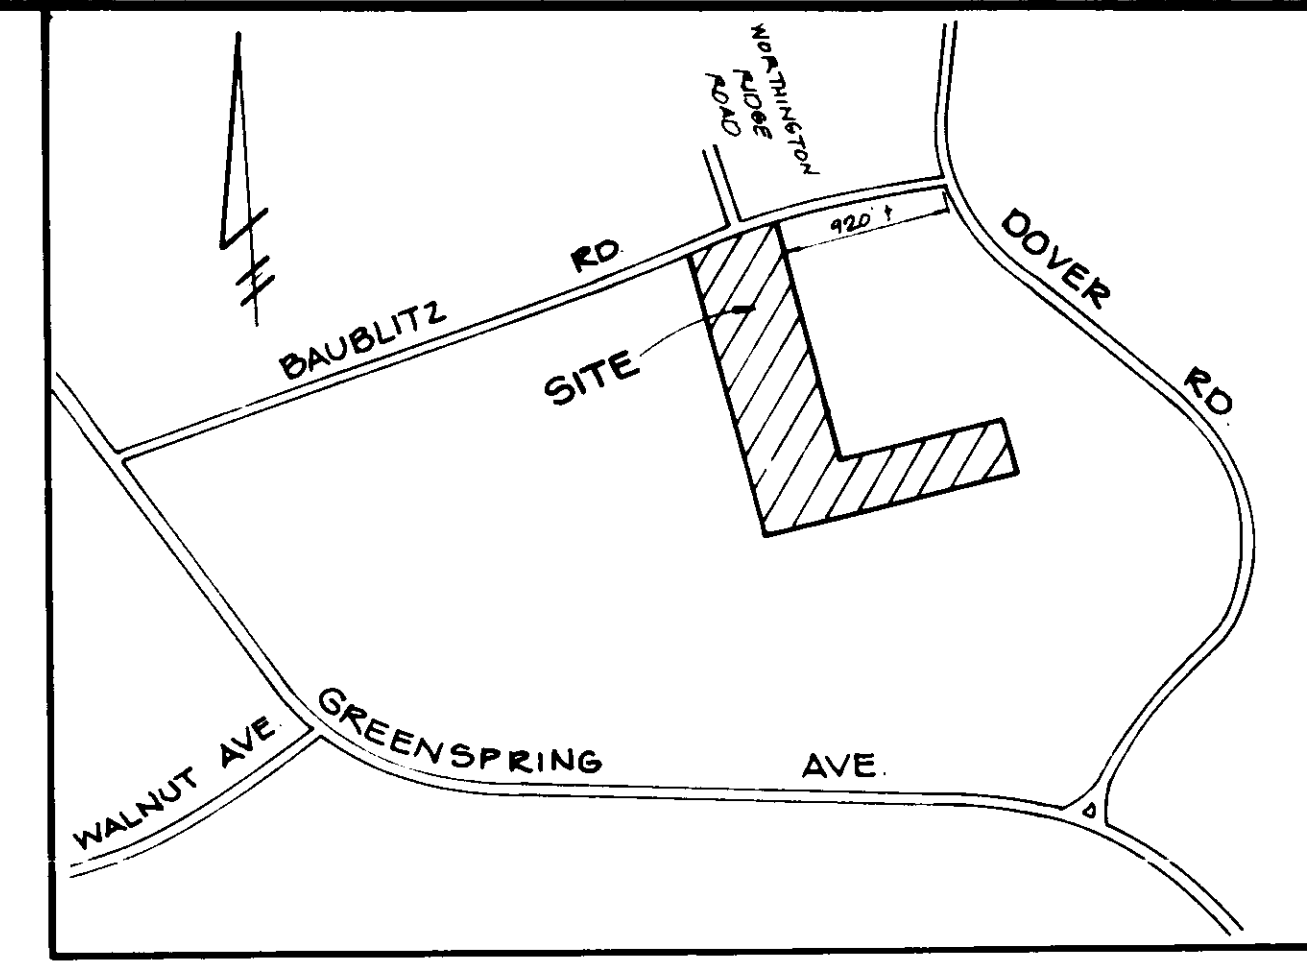 WORTHINGTON
RIDGE
ROAD
920' ±
DOVER
RD.
BAUBLITZ
RD.
SITE
WALNUT AVE.
GREENSPRING
AVE.